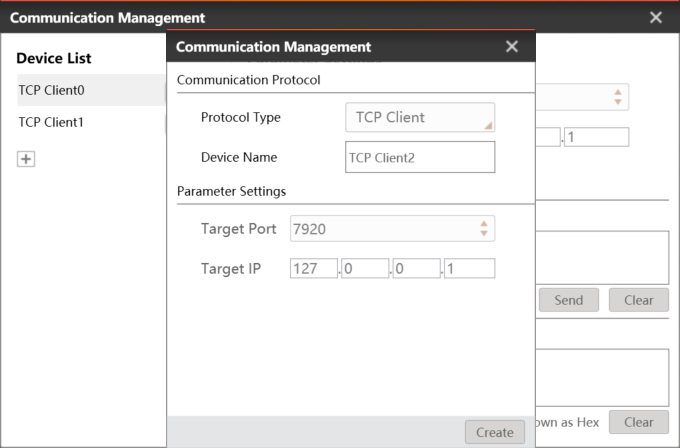 Communication Management
Device List
TCP Client0
TCP Client1
Communication Management
Communication Protocol
Protocol Type TCP Client
Device Name TCP Client2
Parameter Settings
Target Port 7920
Target IP 127.0.0.1
Create
.1
Send Clear
as Hex Clear